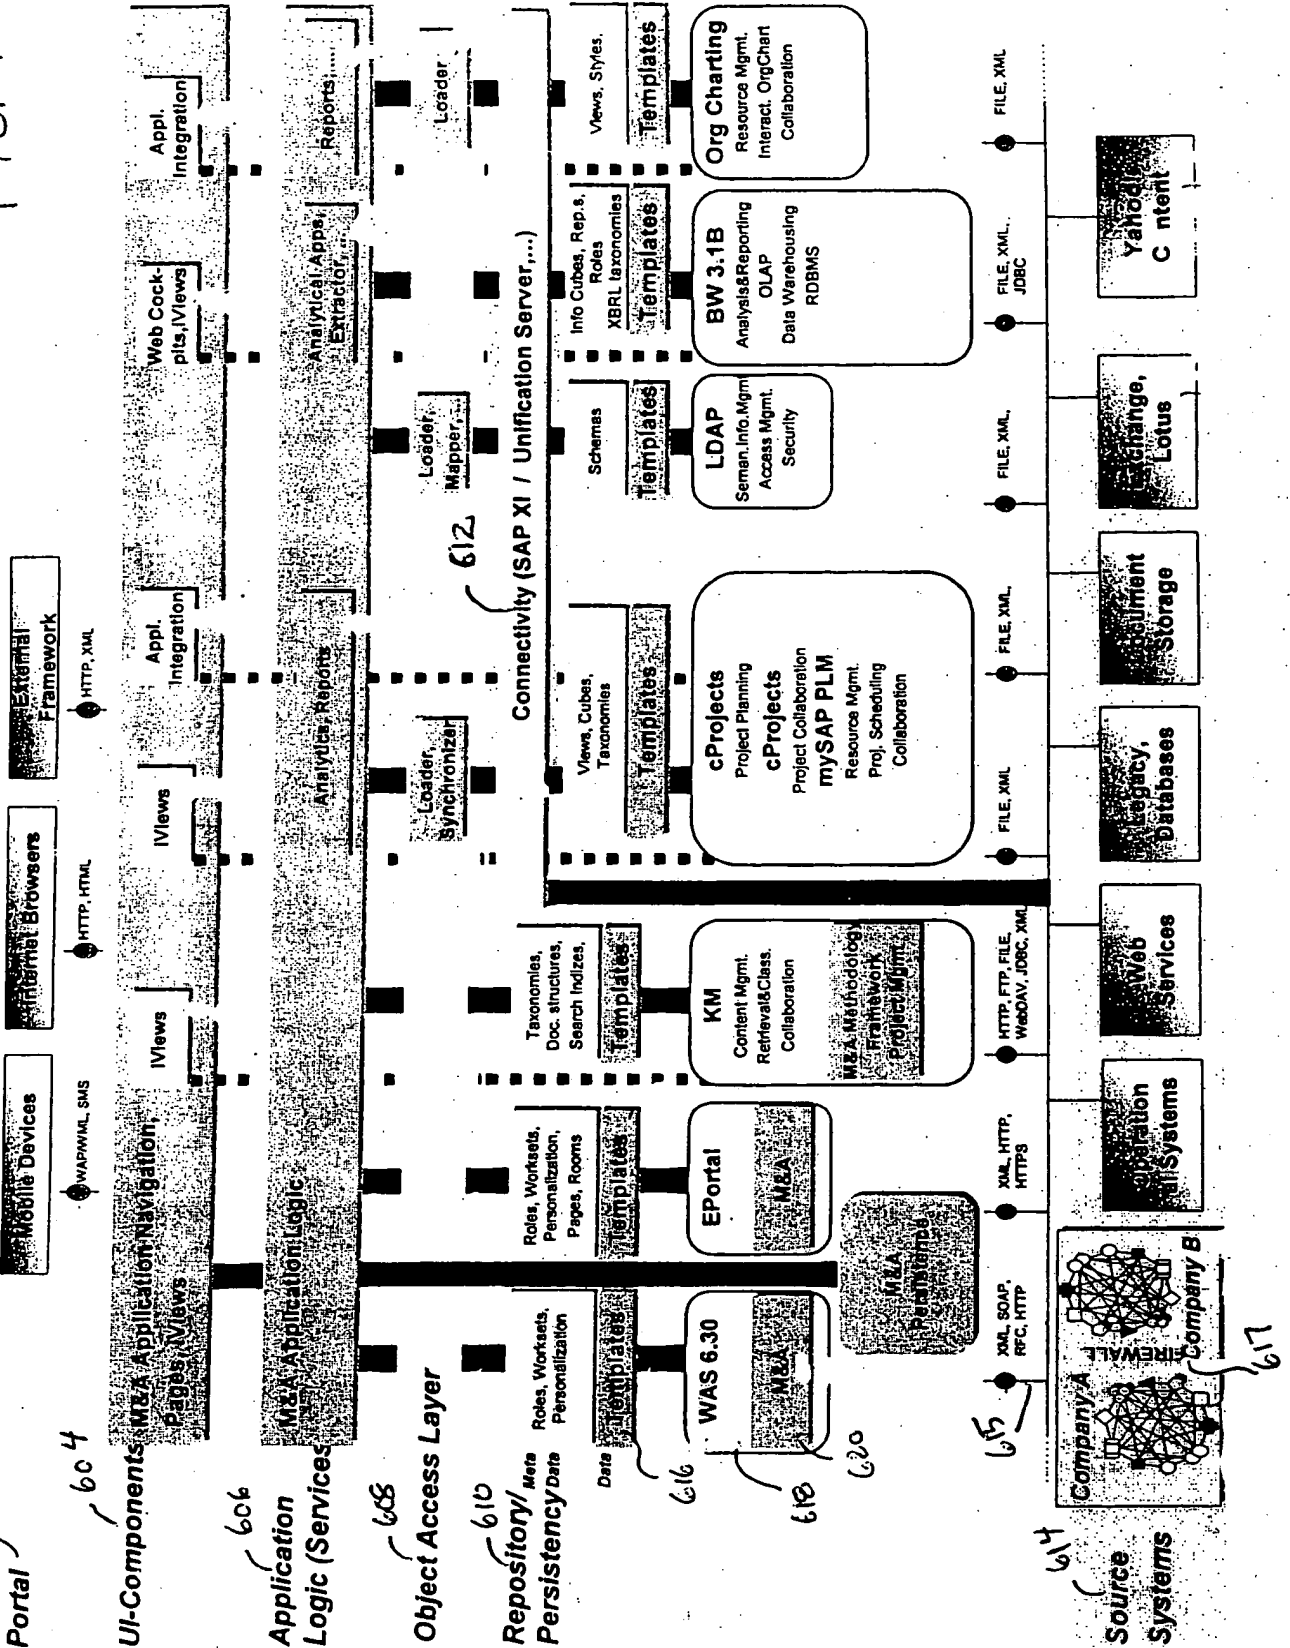 Portal
Mobile Devices
Internet Browsers
External
Framework
WAP/WML, SMS
HTTP, HTML
HTTP, XML
604
UI-Components
M&A Application Navigation,
Pages, iViews
IViews
IViews
Appl.
Integration
Web Cock-
pits,IViews
Appl.
Integration
606
Application
Logic (Services
M&A Application Logic
Analytics, Reports
Analytical Apps,
Extractor,...
Reports,....
608
Object Access Layer
Loader,
Synchronizer
Loader,
Mapper,...
Loader
610
612
Connectivity (SAP XI / Unification Server,...)
Repository/
Persistency
Meta
Date
Roles, Worksets,
Personalization
Roles, Worksets,
Personalization,
Pages, Rooms
Taxonomies,
Doc. structures,
Search Indizes,
Views, Cubes,
Taxonomies
Schemas
Info Cubes, Rep.s,
Roles
XBRL taxonomies
Views, Styles,
Data
Templates
Templates
Templates
Templates
Templates
Templates
Templates
616
WAS 6.30
M&A
618
620
EPortal
M&A
M&A
Persistence
KM
Content Mgmt.
Retrieval&Class.
Collaboration
M&A Methodology
Framework
Project Mgmt.
cProjects
Project Planning
cProjects
Project Collaboration
mySAP PLM
Resource Mgmt.
Proj. Scheduling
Collaboration
LDAP
Seman.Info.Mgm
Access Mgmt.
Security
BW 3.1B
Analysis&Reporting
OLAP
Data Warehousing
RDBMS
Org Charting
Resource Mgmt.
Interact. OrgChart
Collaboration
615
XML, SOAP,
RFC, HTTP
XML, HTTP,
HTTPS
HTTP, FTP, FILE,
WebDAV, JDBC, XML
FILE, XML
FILE, XML,
FILE, XML,
FILE, XML,
JDBC
FILE, XML
614
Source
Systems
Company A
FIREWALL
Company B
617
Operation
al Systems
Web
Services
Legacy,
Databases
Document
Storage
Exchange,
Lotus
Yahoo
C ntent